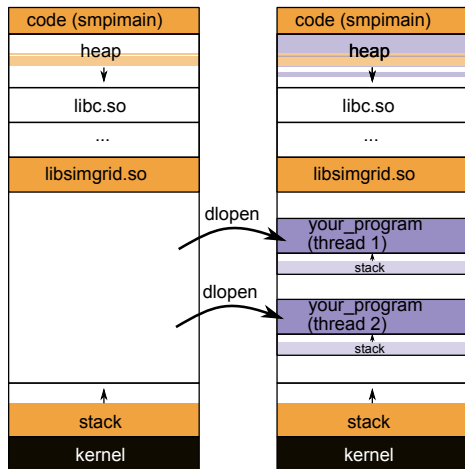 code (smpimain)
heap
libc.so
...
libsimgrid.so
stack
kernel
dlopen
dlopen
code (smpimain)
heap
libc.so
...
libsimgrid.so
your_program
(thread 1)
stack
your_program
(thread 2)
stack
stack
kernel